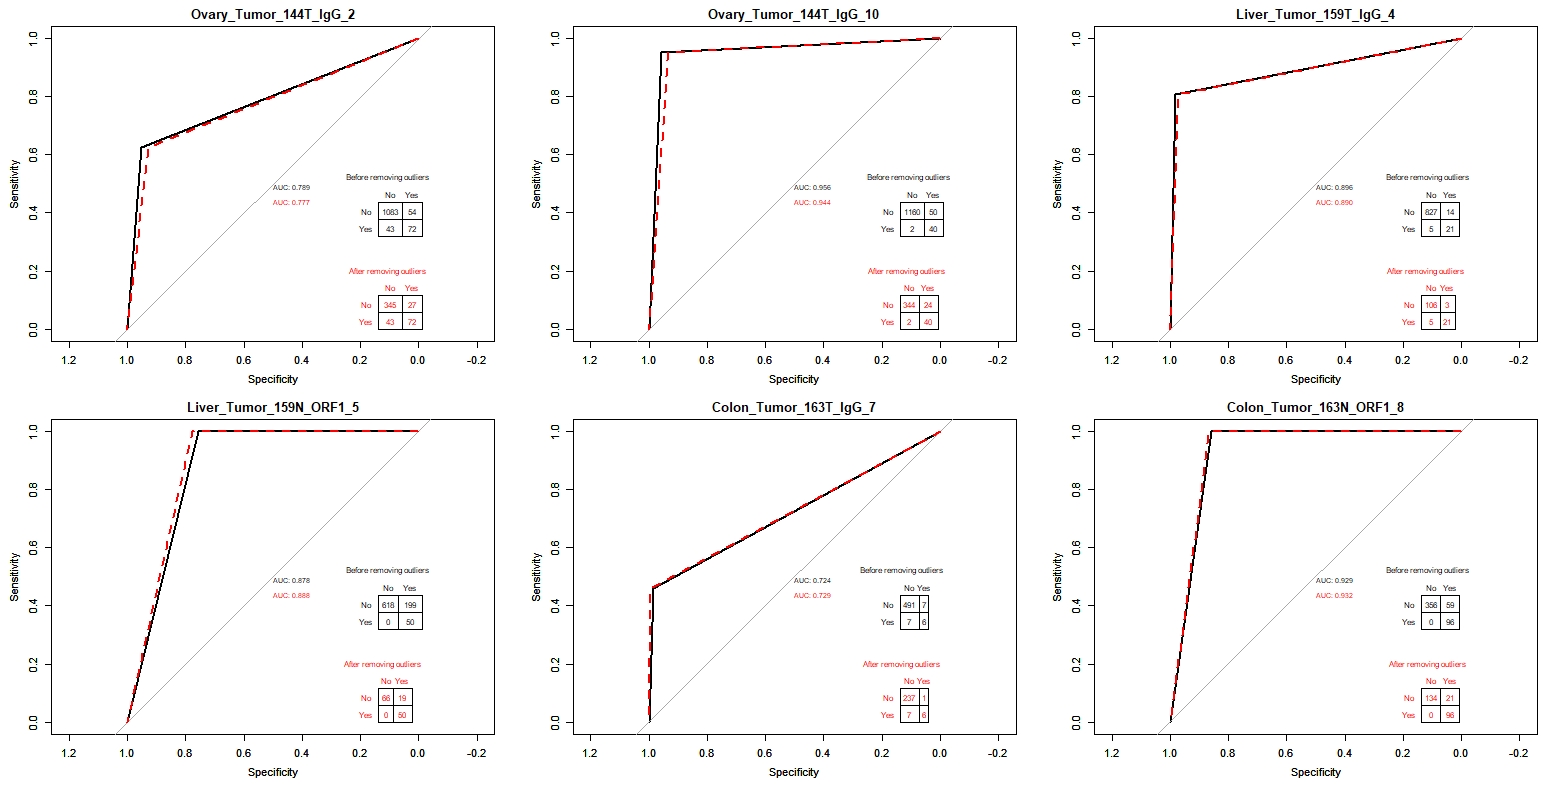 Ovary_Tumor_144T_IgG_2
Sensitivity
0.0 0.2 0.4 0.6 0.8 1.0
AUC: 0.789
AUC: 0.777
Before removing outliers
No Yes
No 1083 54
Yes 43 72
After removing outliers
No Yes
No 345 27
Yes 43 72
1.2 1.0 0.8 0.6 0.4 0.2 0.0 -0.2
Specificity
Ovary_Tumor_144T_IgG_10
Sensitivity
0.0 0.2 0.4 0.6 0.8 1.0
AUC: 0.956
AUC: 0.944
Before removing outliers
No Yes
No 1160 50
Yes 2 40
After removing outliers
No Yes
No 344 24
Yes 2 40
1.2 1.0 0.8 0.6 0.4 0.2 0.0 -0.2
Specificity
Liver_Tumor_159T_IgG_4
Sensitivity
0.0 0.2 0.4 0.6 0.8 1.0
AUC: 0.896
AUC: 0.890
Before removing outliers
No Yes
No 827 14
Yes 5 21
After removing outliers
No Yes
No 106 3
Yes 5 21
1.2 1.0 0.8 0.6 0.4 0.2 0.0 -0.2
Specificity
Liver_Tumor_159N_ORF1_5
Sensitivity
0.0 0.2 0.4 0.6 0.8 1.0
AUC: 0.878
AUC: 0.888
Before removing outliers
No Yes
No 618 199
Yes 0 50
After removing outliers
No Yes
No 66 19
Yes 0 50
1.2 1.0 0.8 0.6 0.4 0.2 0.0 -0.2
Specificity
Colon_Tumor_163T_IgG_7
Sensitivity
0.0 0.2 0.4 0.6 0.8 1.0
AUC: 0.724
AUC: 0.729
Before removing outliers
No Yes
No 491 7
Yes 7 6
After removing outliers
No Yes
No 237 1
Yes 7 6
1.2 1.0 0.8 0.6 0.4 0.2 0.0 -0.2
Specificity
Colon_Tumor_163N_ORF1_8
Sensitivity
0.0 0.2 0.4 0.6 0.8 1.0
AUC: 0.929
AUC: 0.932
Before removing outliers
No Yes
No 356 59
Yes 0 96
After removing outliers
No Yes
No 134 21
Yes 0 96
1.2 1.0 0.8 0.6 0.4 0.2 0.0 -0.2
Specificity